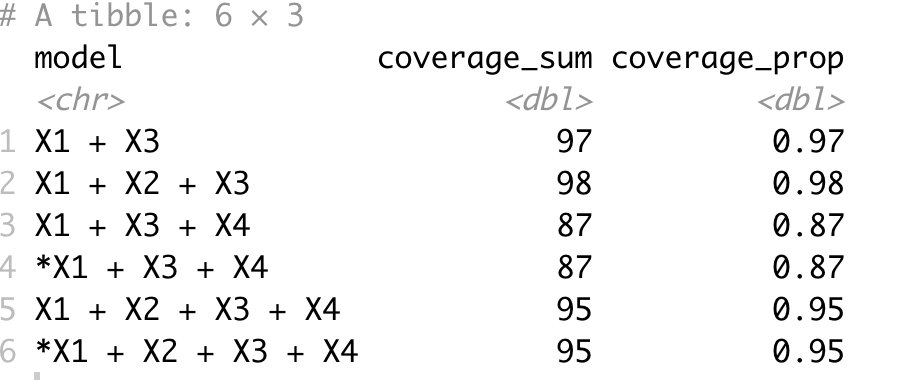 # A tibble: 6 × 3
model coverage_sum coverage_prop
<chr> <dbl> <dbl>
1 X1 + X3 97 0.97
2 X1 + X2 + X3 98 0.98
3 X1 + X3 + X4 87 0.87
4 *X1 + X3 + X4 87 0.87
5 X1 + X2 + X3 + X4 95 0.95
6 *X1 + X2 + X3 + X4 95 0.95